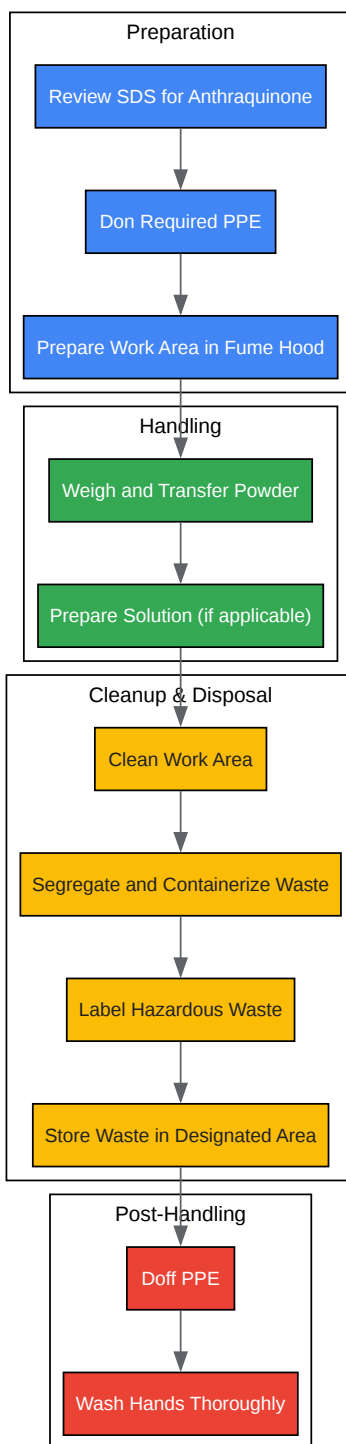 Preparation
Review SDS for Anthraquinone
Don Required PPE
Prepare Work Area in Fume Hood
Handling
Weigh and Transfer Powder
Prepare Solution (if applicable)
Cleanup & Disposal
Clean Work Area
Segregate and Containerize Waste
Label Hazardous Waste
Store Waste in Designated Area
Post-Handling
Doff PPE
Wash Hands Thoroughly